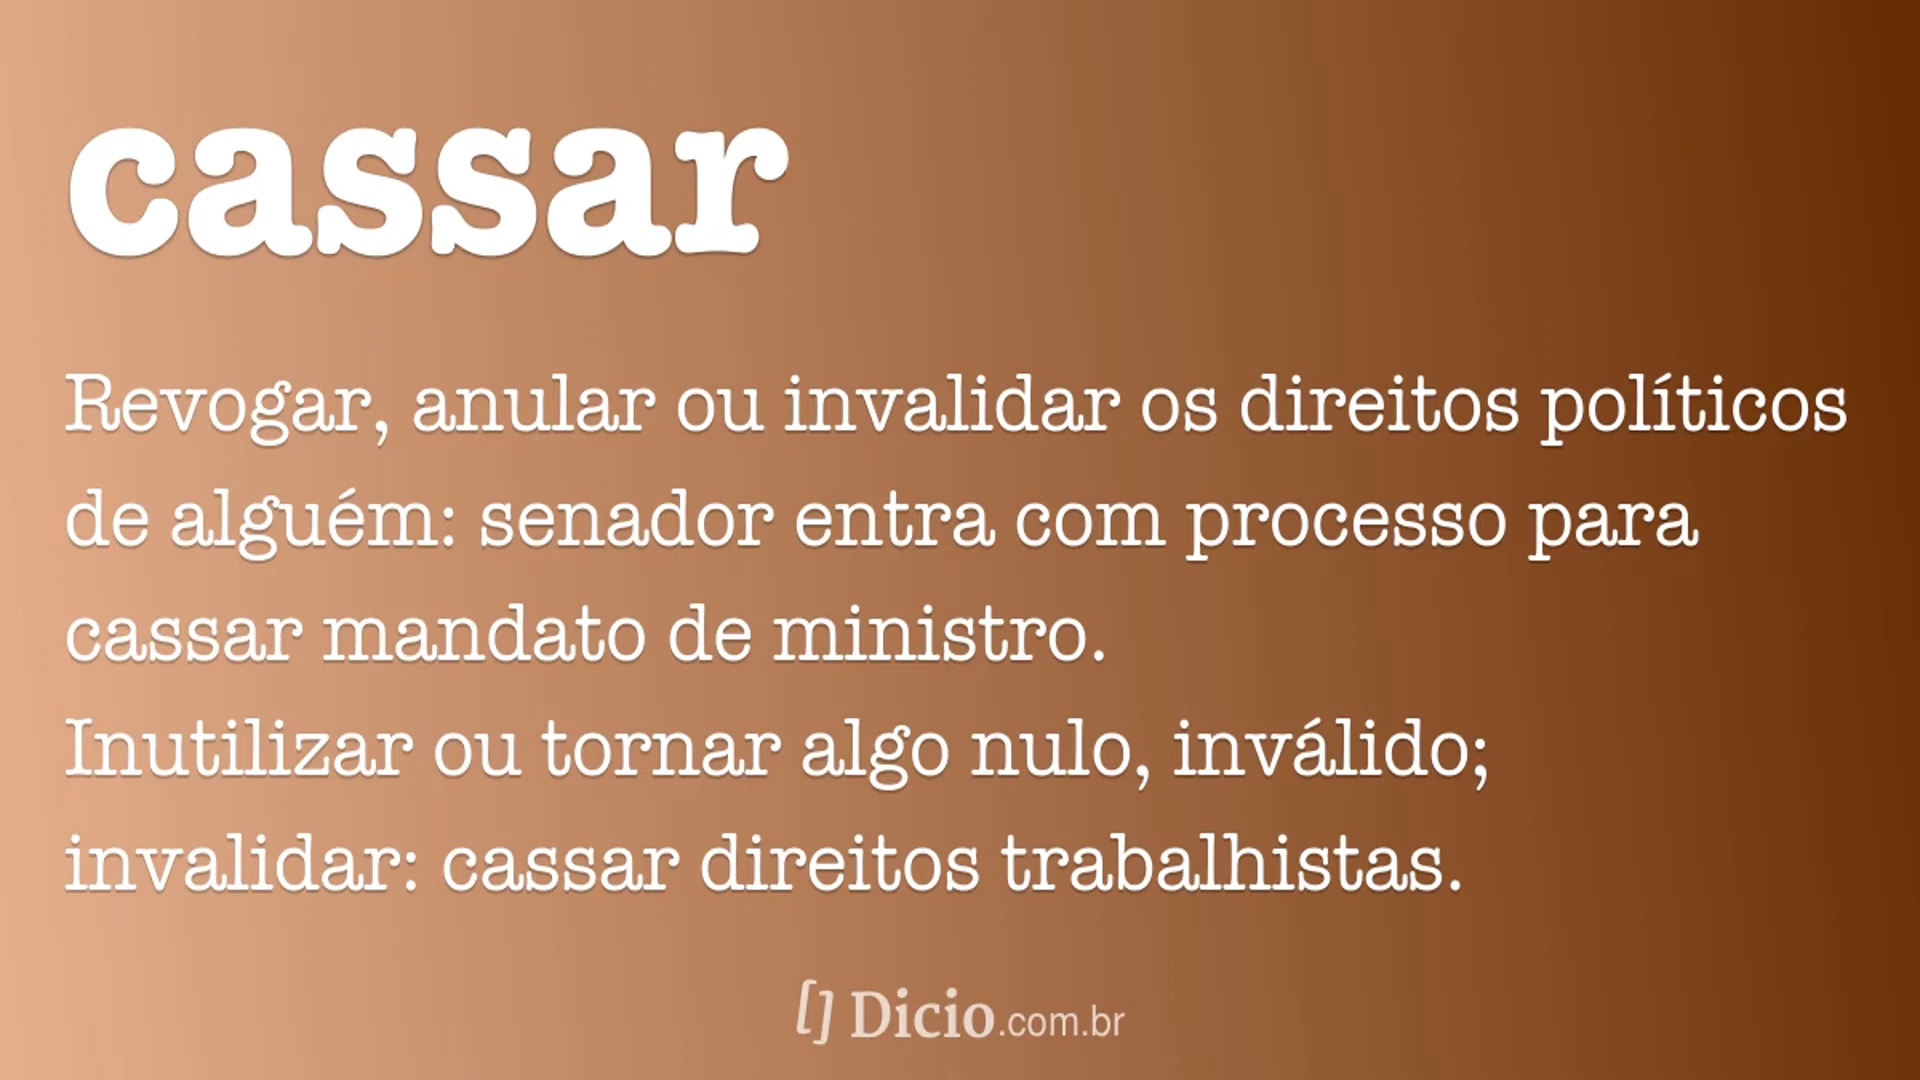 cassar
Revogar, anular ou invalidar os direitos políticos
de alguém: senador entra com processo para
cassar mandato de ministro.
Inutilizar ou tornar algo nulo, inválido;
invalidar: cassar direitos trabalhistas.
Dicio.com.br